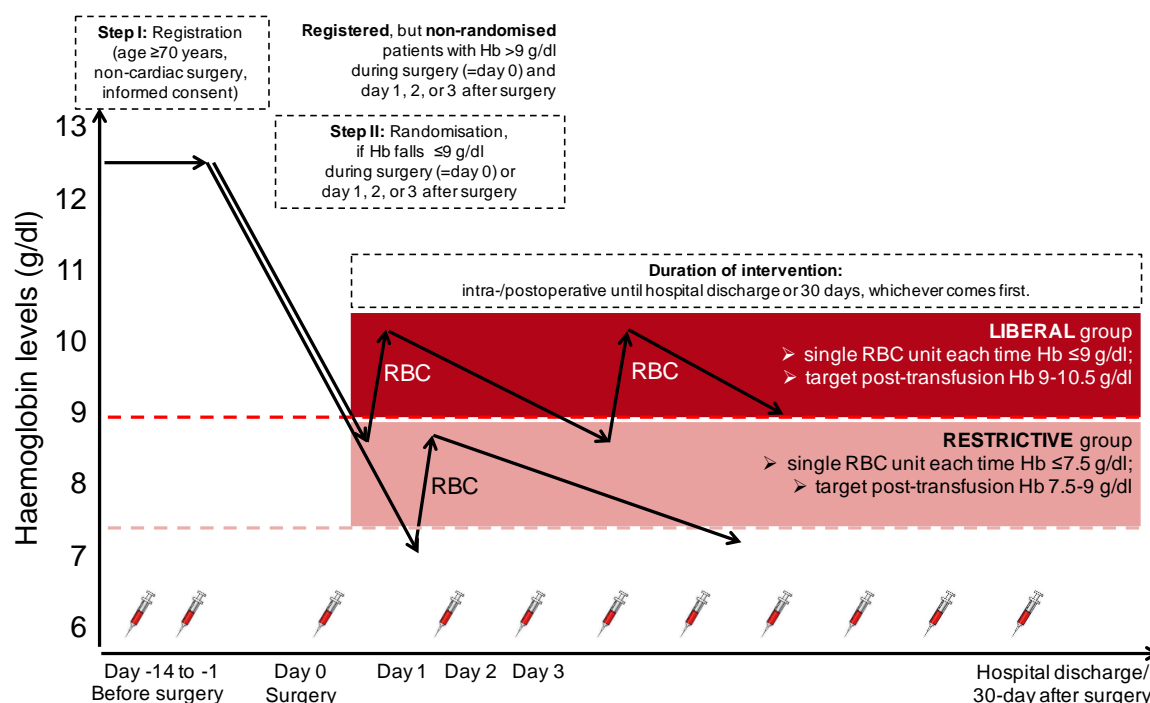 Step I: Registration
(age ≥70 years,
non-cardiac surgery,
informed consent)
Registered, but non-randomised
patients with Hb >9 g/dl
during surgery (=day 0) and
day 1, 2, or 3 after surgery
Step II: Randomisation,
if Hb falls ≤9 g/dl
during surgery (=day 0) or
day 1, 2, or 3 after surgery
Haemoglobin levels (g/dl)
13
12
11
10
9
8
7
6
Duration of intervention:
intra-/postoperative until hospital discharge or 30 days, whichever comes first.
LIBERAL group
➢ single RBC unit each time Hb ≤9 g/dl;
➢ target post-transfusion Hb 9-10.5 g/dl
RBC
RBC
RESTRICTIVE group
➢ single RBC unit each time Hb ≤7.5 g/dl;
➢ target post-transfusion Hb 7.5-9 g/dl
RBC
Day -14 to -1
Before surgery
Day 0
Surgery
Day 1
Day 2
Day 3
Hospital discharge/
30-day after surgery